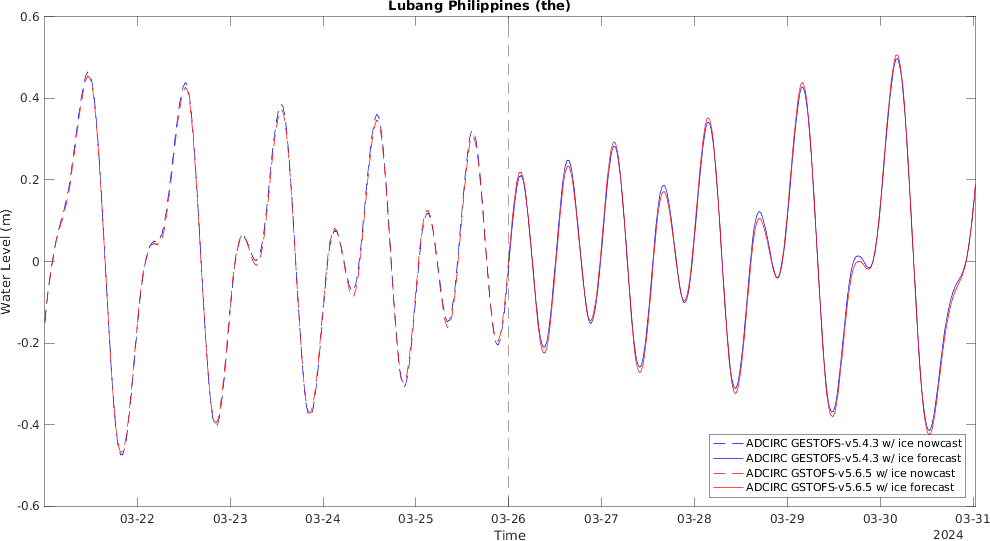 Lubang Philippines (the)
0.6
0.4
0.2
0
-0.2
-0.4
-0.6
Water Level (m)
ADCIRC GESTOFS-v5.4.3 w/ ice nowcast
ADCIRC GESTOFS-v5.4.3 w/ ice forecast
ADCIRC GSTOFS-v5.6.5 w/ ice nowcast
ADCIRC GSTOFS-v5.6.5 w/ ice forecast
03-22 03-23 03-24 03-25 03-26 03-27 03-28 03-29 03-30 03-31
Time
2024